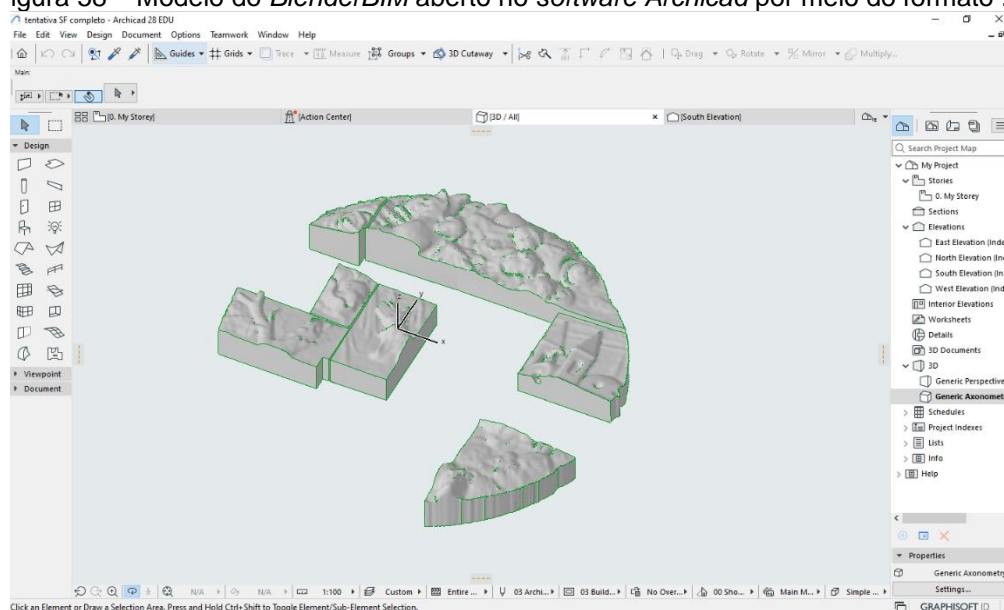 igura 58 – Modelo do BlenderBIM aberto no software Archicad por meio do formato
tentativa SF completo - Archicad 28 EDU
File Edit View Design Document Options Teamwork Window Help
Guides Grids Trace Measure Groups 3D Cutaway Drag Rotate Mirror Multiply...
Main:
[0. My Storey] [Action Center] [3D / All] [South Elevation]
Design
Viewpoint
Document
z
y
x
Search Project Map
My Project
Stories
0. My Storey
Sections
Elevations
East Elevation (Inde
North Elevation (In
South Elevation (In
West Elevation (Ind
Interior Elevations
Worksheets
Details
3D Documents
3D
Generic Perspective
Generic Axonomet
Schedules
Project Indexes
Lists
Info
Help
Properties
Generic Axonometry
Settings...
N/A N/A 1:100 Custom Entire ... 03 Archi... 03 Build... No Over... 00 Sho... Main M... Simple ...
Click an Element or Draw a Selection Area. Press and Hold Ctrl+Shift to Toggle Element/Sub-Element Selection.
GRAPHISOFT ID